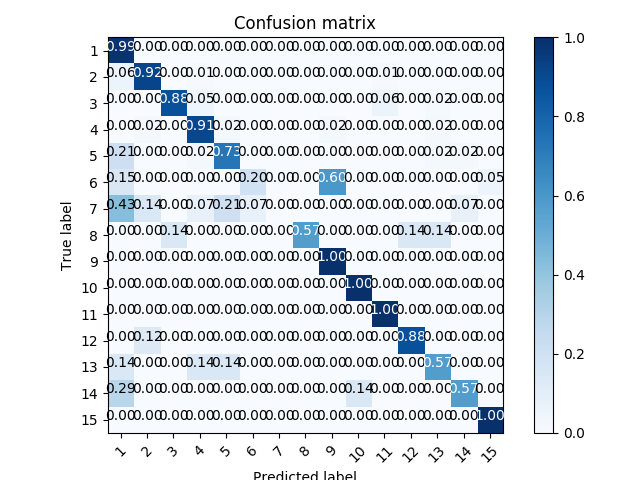 Confusion matrix
1 0.99 0.00 0.00 0.00 0.00 0.00 0.00 0.00 0.00 0.00 0.00 0.00 0.00 0.00 0.00
2 0.06 0.92 0.00 0.01 0.00 0.00 0.00 0.00 0.00 0.00 0.01 0.00 0.00 0.00 0.00
3 0.00 0.00 0.88 0.05 0.00 0.00 0.00 0.00 0.00 0.00 0.06 0.00 0.02 0.00 0.00
4 0.00 0.02 0.00 0.91 0.02 0.00 0.00 0.00 0.02 0.00 0.00 0.00 0.02 0.00 0.00
5 0.21 0.00 0.00 0.02 0.73 0.00 0.00 0.00 0.00 0.00 0.00 0.00 0.02 0.02 0.00
6 0.15 0.00 0.00 0.00 0.00 0.20 0.00 0.00 0.60 0.00 0.00 0.00 0.00 0.00 0.05
7 0.43 0.14 0.00 0.07 0.21 0.07 0.00 0.00 0.00 0.00 0.00 0.00 0.00 0.07 0.00
8 0.00 0.00 0.14 0.00 0.00 0.00 0.00 0.57 0.00 0.00 0.00 0.14 0.14 0.00 0.00
9 0.00 0.00 0.00 0.00 0.00 0.00 0.00 0.00 1.00 0.00 0.00 0.00 0.00 0.00 0.00
10 0.00 0.00 0.00 0.00 0.00 0.00 0.00 0.00 0.00 1.00 0.00 0.00 0.00 0.00 0.00
11 0.00 0.00 0.00 0.00 0.00 0.00 0.00 0.00 0.00 0.00 1.00 0.00 0.00 0.00 0.00
12 0.00 0.12 0.00 0.00 0.00 0.00 0.00 0.00 0.00 0.00 0.00 0.88 0.00 0.00 0.00
13 0.14 0.00 0.00 0.14 0.14 0.00 0.00 0.00 0.00 0.00 0.00 0.00 0.57 0.00 0.00
14 0.29 0.00 0.00 0.00 0.00 0.00 0.00 0.00 0.00 0.14 0.00 0.00 0.00 0.57 0.00
15 0.00 0.00 0.00 0.00 0.00 0.00 0.00 0.00 0.00 0.00 0.00 0.00 0.00 0.00 1.00
1 2 3 4 5 6 7 8 9 10 11 12 13 14 15
True label
Predicted label
1.0
0.8
0.6
0.4
0.2
0.0